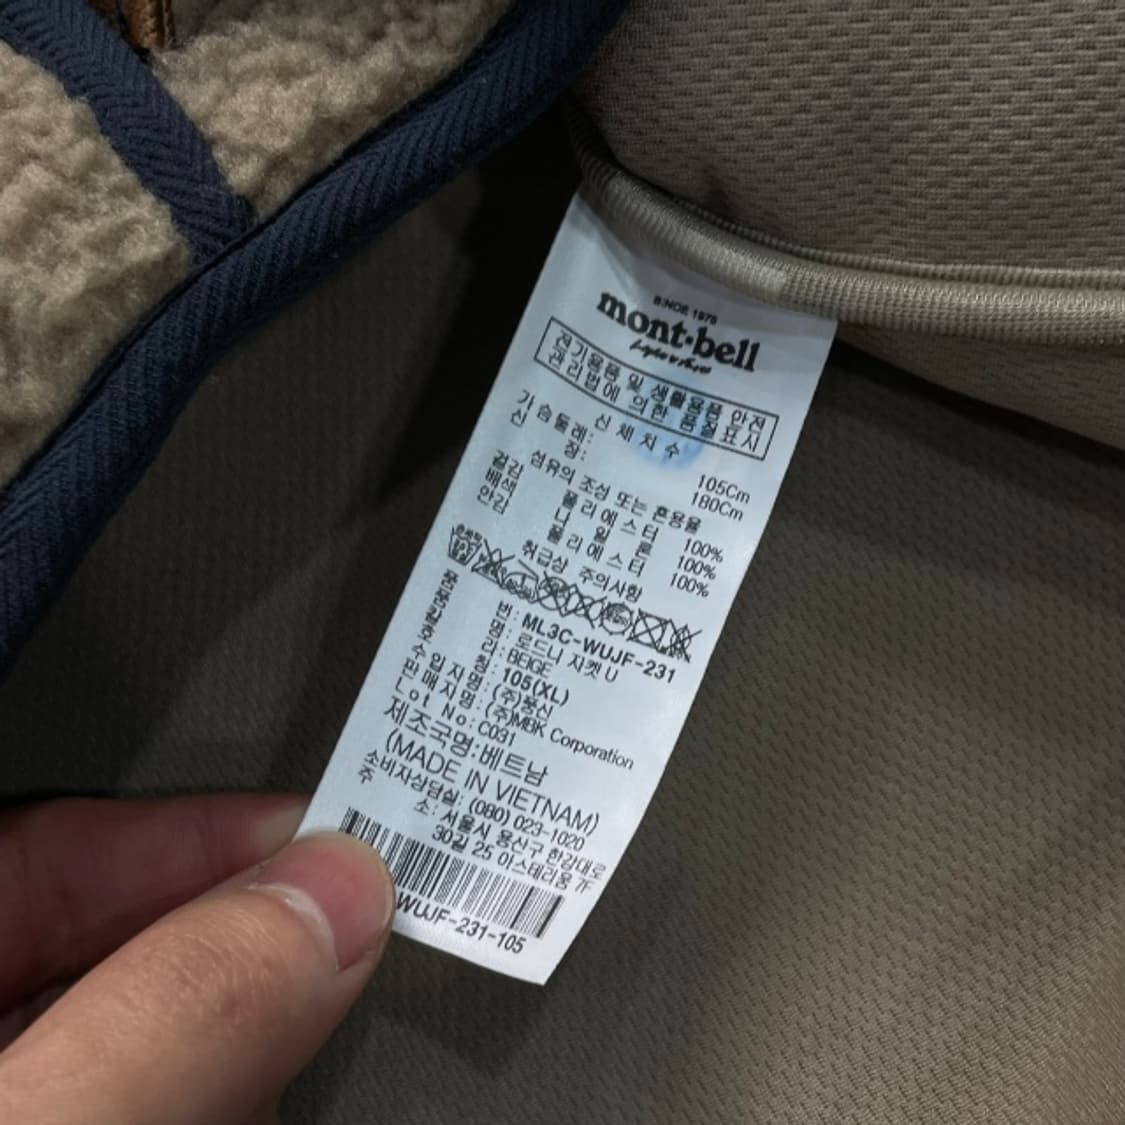 SINCE 1975
mont·bell
전기용품 및 생활용품 안전
관리법에 의한 품질표시
신 체 치 수
가 슴 둘 레: 105Cm
신 장: 180Cm
섬유의 조성 또는 혼용율
겉감 폴 리 에 스 터 100%
배색 나 일 론 100%
안감 폴 리 에 스 터 100%
취급상 주의사항
품 번: ML3C-WUJF-231
품 명: 로드니 자켓 U
칼 라: BEIGE
호 칭: 105(XL)
수 입 자 명: (주)풍신
판 매 자 명: (주)MBK Corporation
Lot No: C031
제조국명:베트남
(MADE IN VIETNAM)
소비자상담실: (080) 023-1020
주 소: 서울시 용산구 한강대로
30길 25 아스테리움 7F
WUJF-231-105